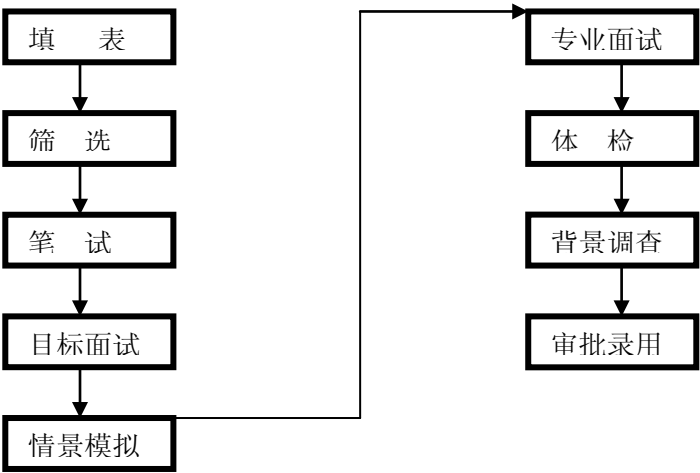 填 表
筛 选
笔 试
目标面试
情景模拟
专业面试
体 检
背景调查
审批录用